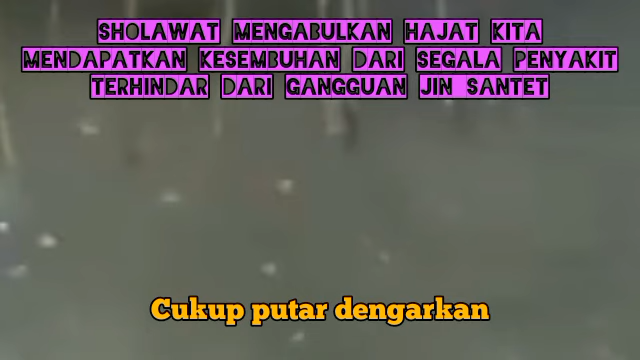 SHOLAWAT MENGABULKAN HAJAT KITA
MENDAPATKAN KESEMBUHAN DARI SEGALA PENYAKIT
TERHINDAR DARI GANGGUAN JIN SANTET
Cukup putar dengarkan